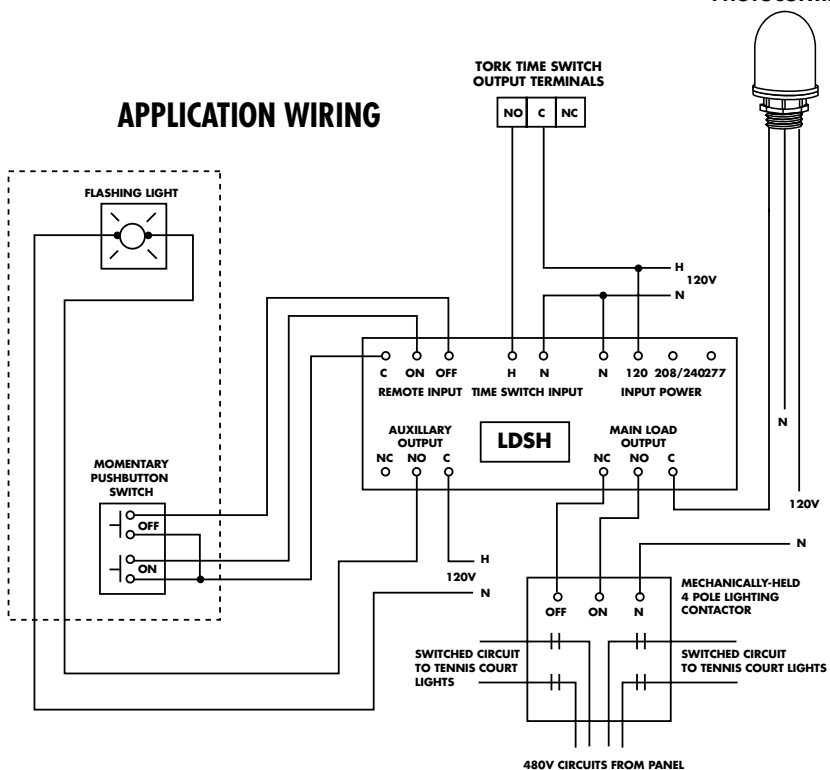 TORK TIME SWITCH
OUTPUT TERMINALS
NO C NC
APPLICATION WIRING
FLASHING LIGHT
H
120V
N
C ON OFF H N N 120 208/240 277
REMOTE INPUT TIME SWITCH INPUT INPUT POWER
AUXILLARY
OUTPUT
NC NO C
LDSH
MAIN LOAD
OUTPUT
NC NO C
N
120V
N
MOMENTARY
PUSHBUTTON
SWITCH
OFF
ON
H
120V
N
OFF ON N
MECHANICALLY-HELD
4 POLE LIGHTING
CONTACTOR
SWITCHED CIRCUIT
TO TENNIS COURT
LIGHTS
SWITCHED CIRCUIT
TO TENNIS COURT LIGHTS
480V CIRCUITS FROM PANEL